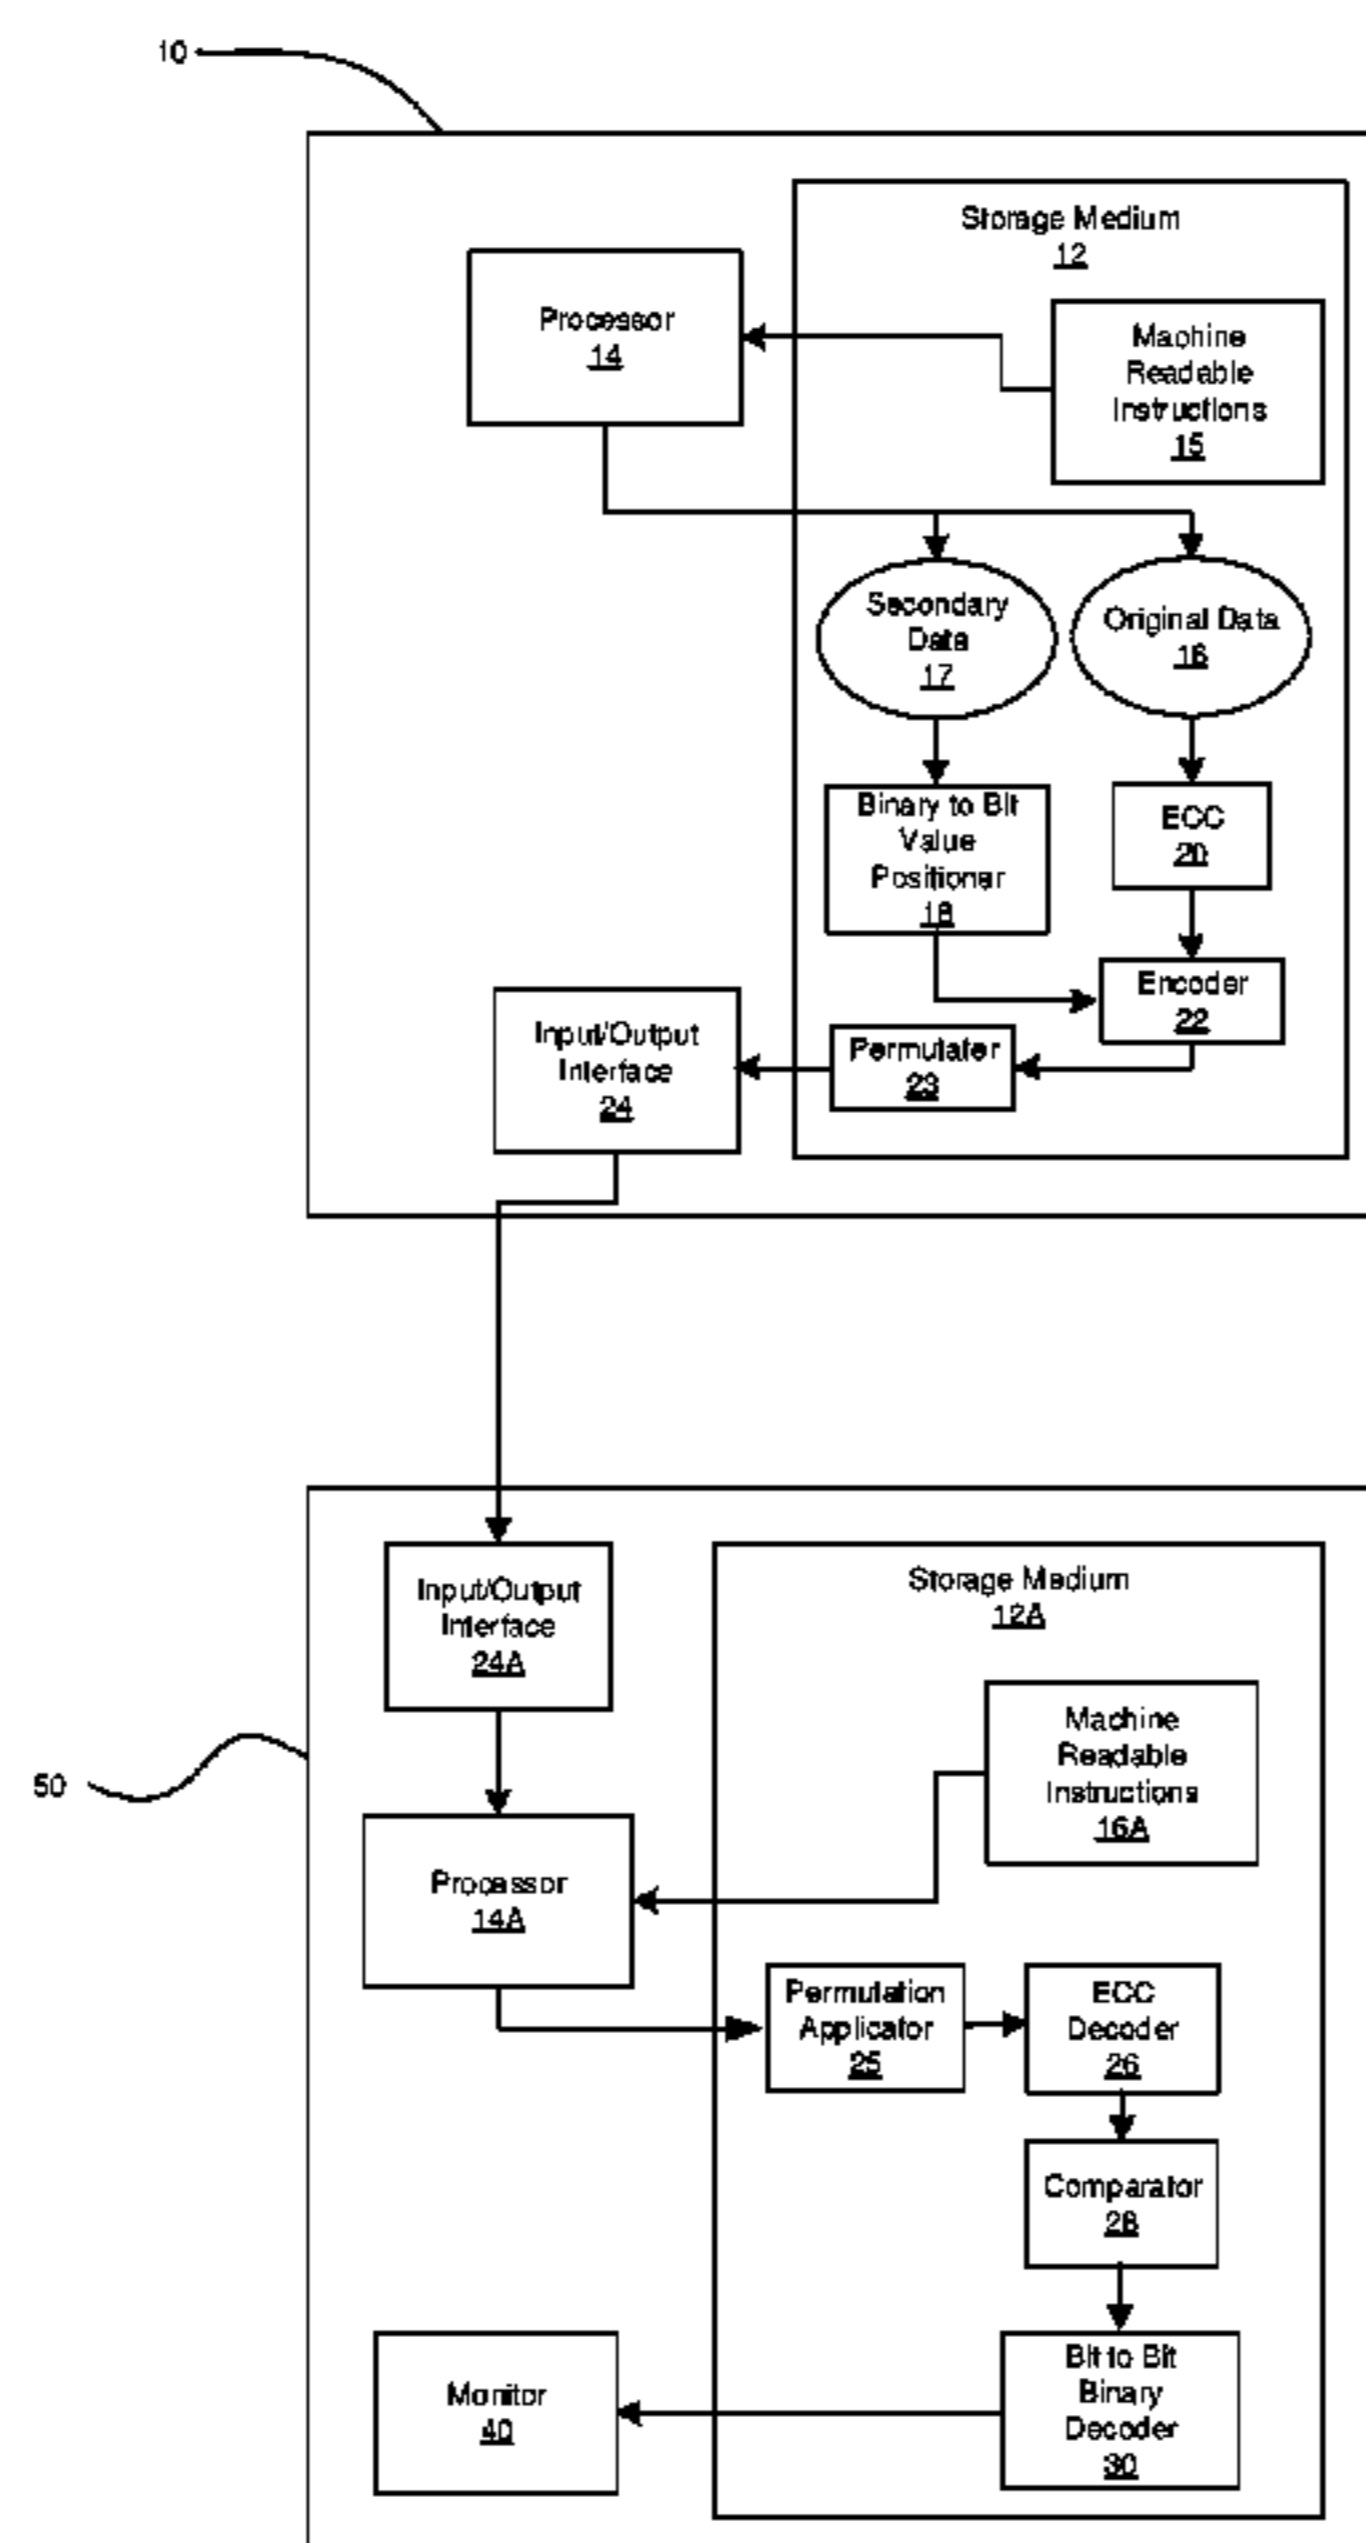 10
Storage Medium
12
Processor
14
Machine
Readable
Instructions
15
Secondary
Data
17
Original Data
16
Binary to Bit
Value
Positioner
18
ECC
20
Encoder
22
Input/Output
Interface
24
Permutater
23
Input/Output
Interface
24A
Storage Medium
12A
Machine
Readable
Instructions
16A
50
Processor
14A
Permutation
Applicator
25
ECC
Decoder
26
Comparator
28
Monitor
40
Bit to Bit
Binary
Decoder
30